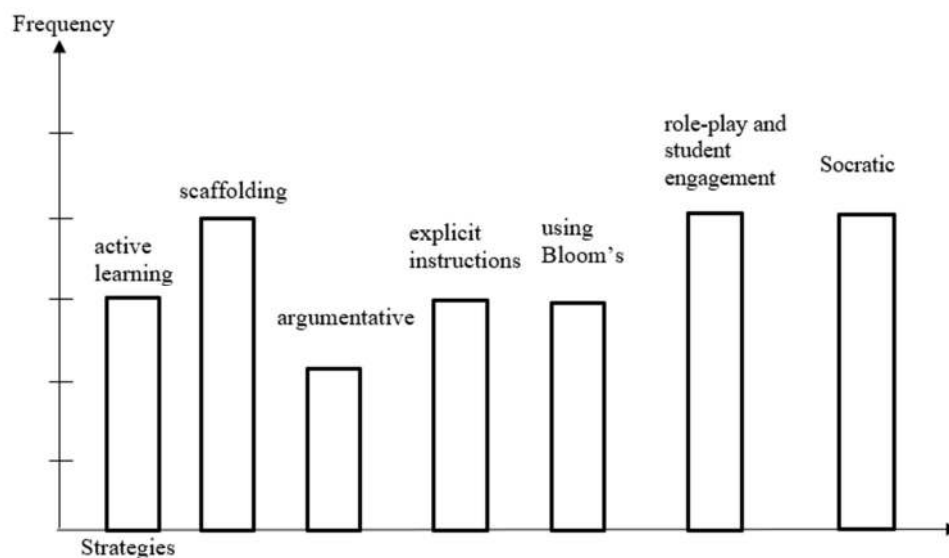 Frequency
role-play and
student
engagement
Socratic
scaffolding
using
Bloom’s
explicit
instructions
active
learning
argumentative
Strategies